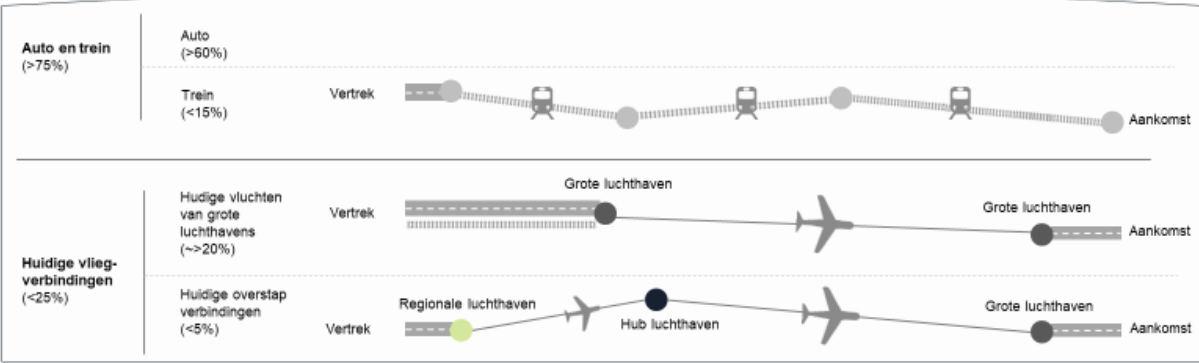 Auto en trein
(>75%)
Auto
(>60%)
Trein
(<15%)
Vertrek
Aankomst
Huidige vlieg-
verbindingen
(<25%)
Hudige vluchten
van grote
luchthavens
(~>20%)
Vertrek
Grote luchthaven
Grote luchthaven
Aankomst
Huidige overstap
verbindingen
(<5%)
Vertrek
Regionale luchthaven
Hub luchthaven
Grote luchthaven
Aankomst